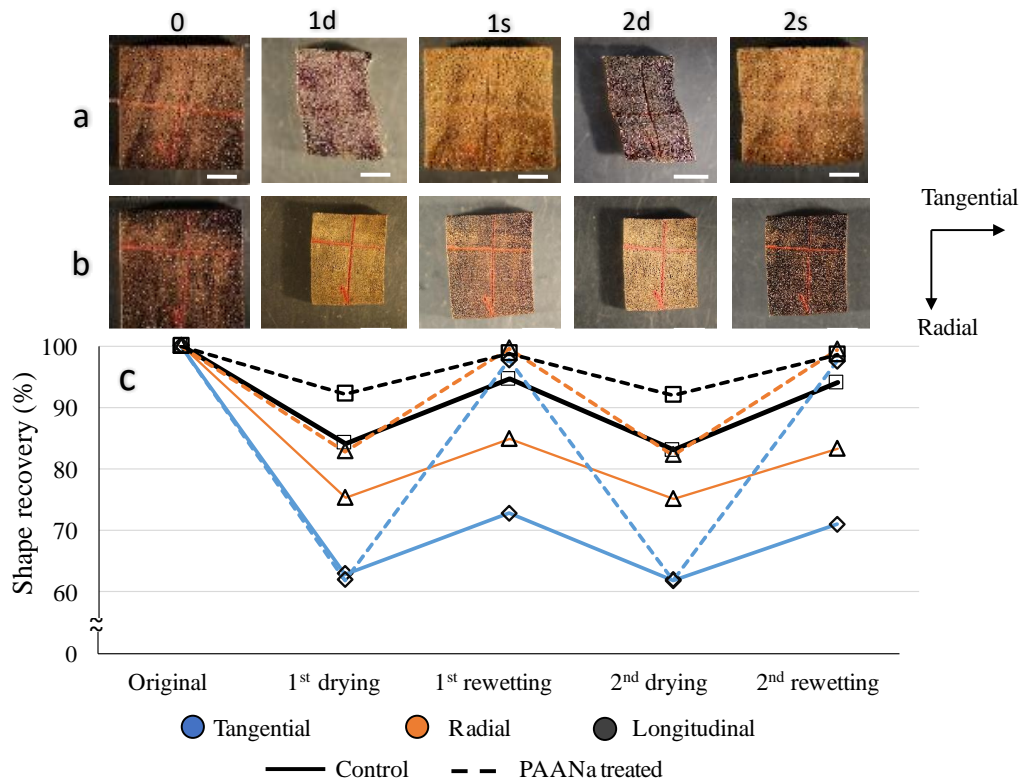 0 1d 1s 2d 2s
a
Tangential
b
Radial
100
c
90
80
70
60
≈
0
Shape recovery (%)
Original 1st drying 1st rewetting 2nd drying 2nd rewetting
Tangential Radial Longitudinal
Control PAANa treated